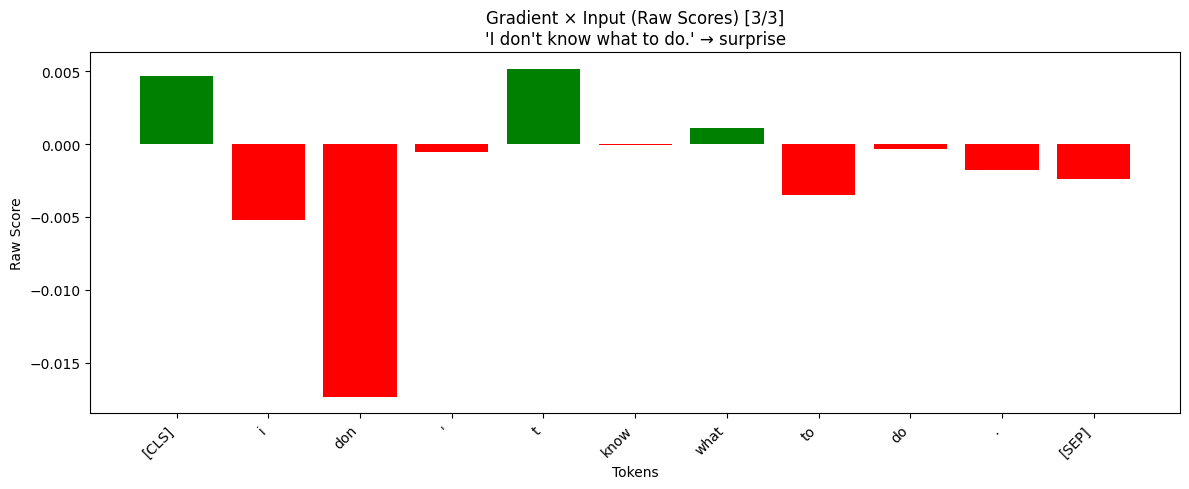 Gradient × Input (Raw Scores) [3/3]
'I don't know what to do.' → surprise
Raw Score
0.005
0.000
−0.005
−0.010
−0.015
[CLS]
i
don
'
t
know
what
to
do
.
[SEP]
Tokens